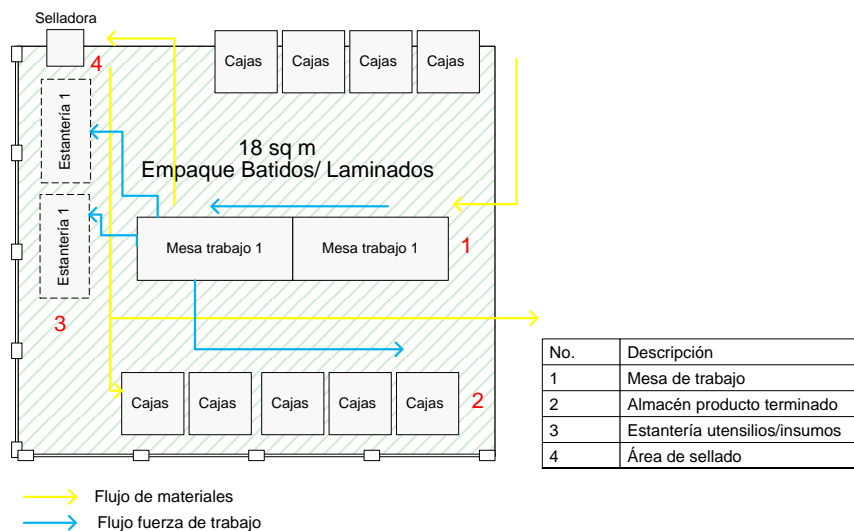 Selladora
4
Cajas
Cajas
Cajas
Cajas
Estantería 1
18 sq m
Empaque Batidos/ Laminados
Estantería 1
Mesa trabajo 1
Mesa trabajo 1
1
3
Cajas
Cajas
Cajas
Cajas
Cajas
2
No. Descripción
1 Mesa de trabajo
2 Almacén producto terminado
3 Estantería utensilios/insumos
4 Área de sellado
Flujo de materiales
Flujo fuerza de trabajo